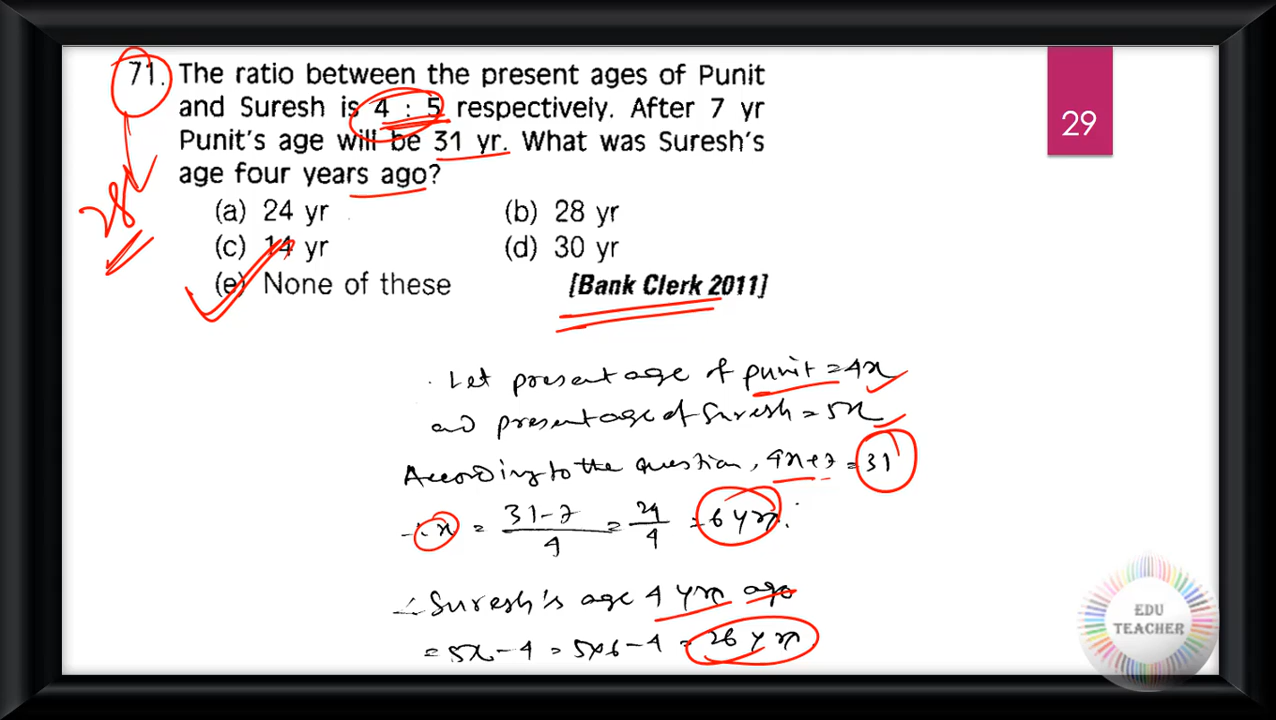 71. The ratio between the present ages of Punit
and Suresh is 4 : 5 respectively. After 7 yr
Punit's age will be 31 yr. What was Suresh's
age four years ago?
(a) 24 yr (b) 28 yr
(c) 14 yr (d) 30 yr
(e) None of these [Bank Clerk 2011]
29
Let present age of punit = 4x
and present age of Suresh = 5x
According to the question, 4x+7 = 31
∴ x = 31-7/4 = 24/4 = 6 yrs.
∴ Suresh's age 4 yrs ago
= 5x-4 = 5×6-4 = 26 yrs
EDU
TEACHER